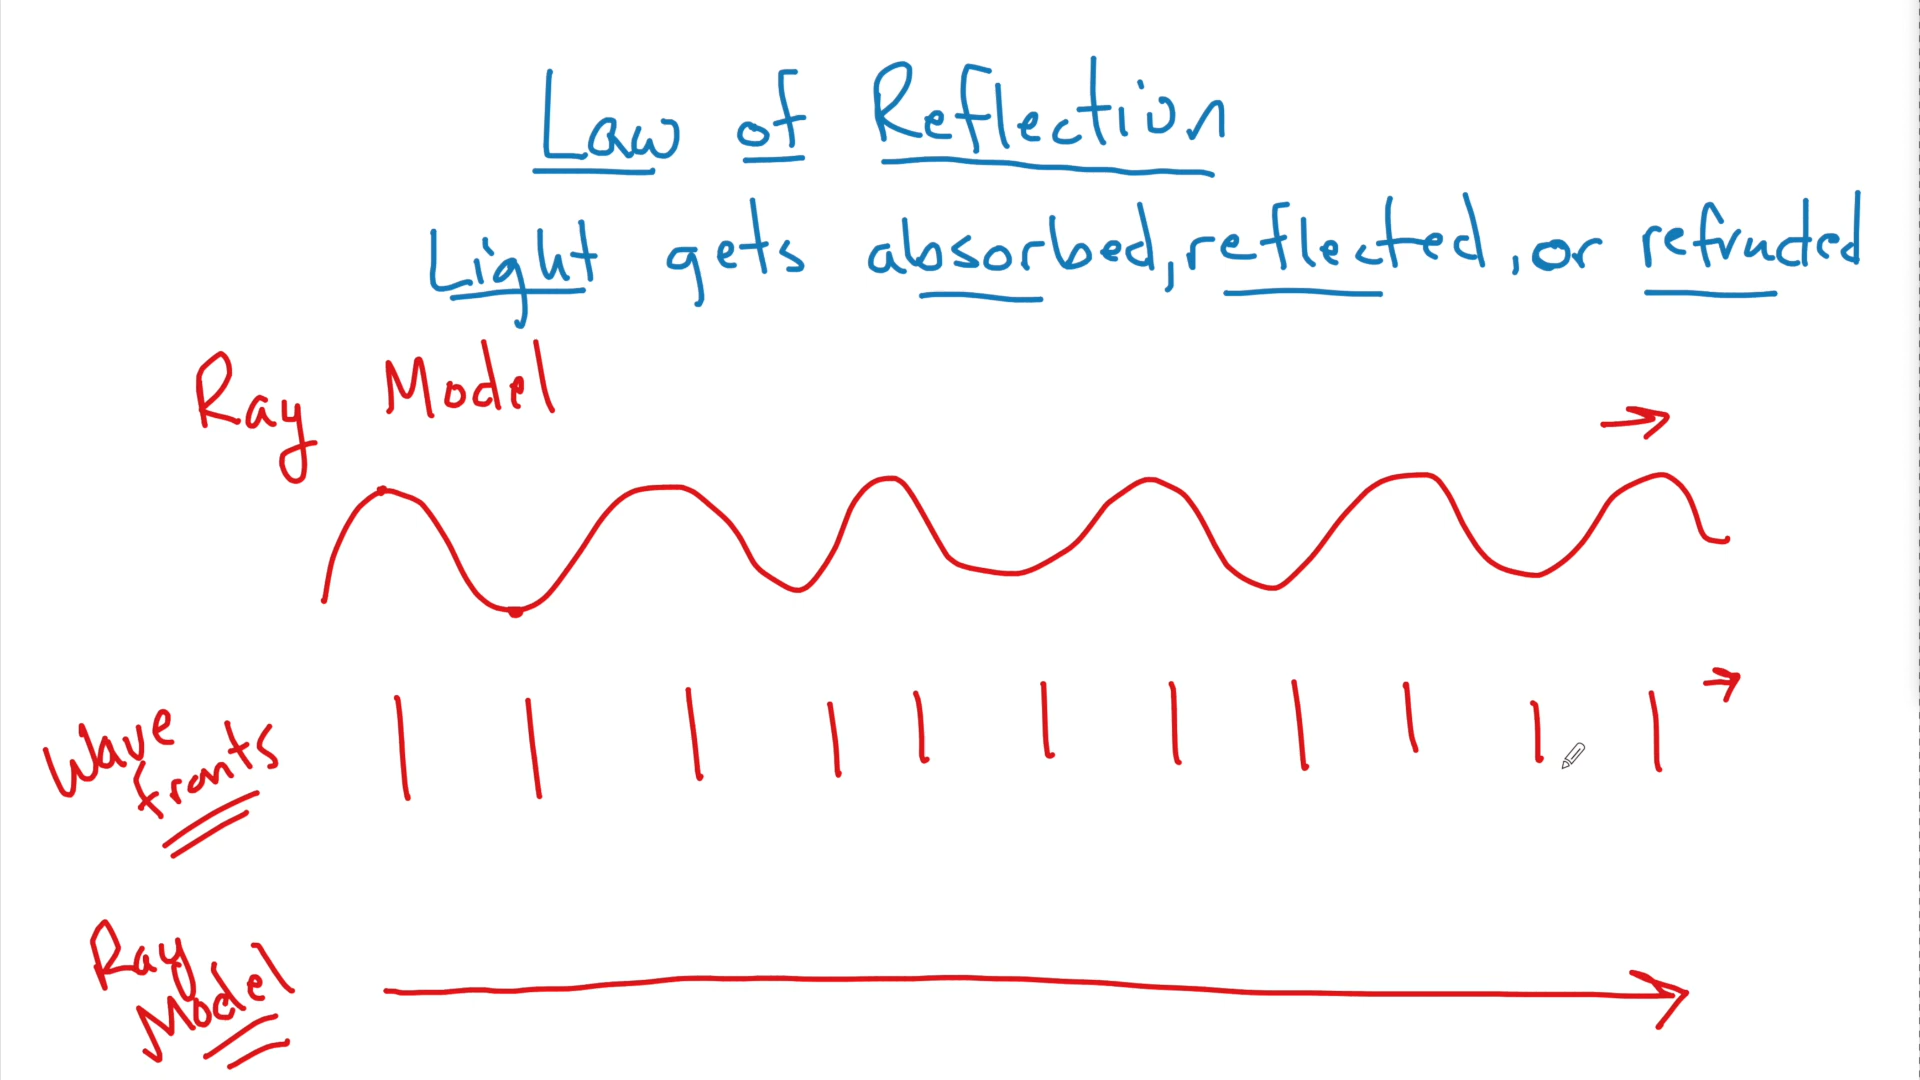 Law of Reflection
Light gets absorbed, reflected, or refracted
Ray Model
Wave
fronts
Ray
Model